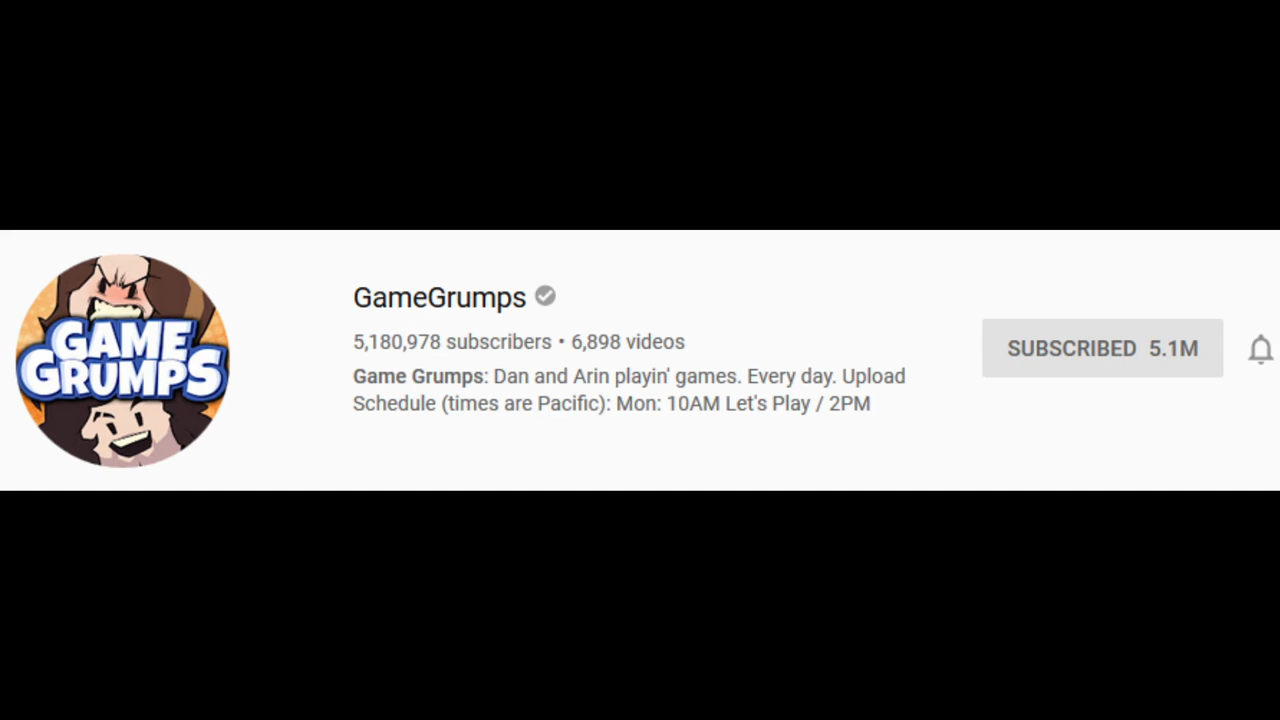 GAME
GRUMPS
GameGrumps
5,180,978 subscribers • 6,898 videos
Game Grumps: Dan and Arin playin' games. Every day. Upload
Schedule (times are Pacific): Mon: 10AM Let's Play / 2PM
SUBSCRIBED 5.1M